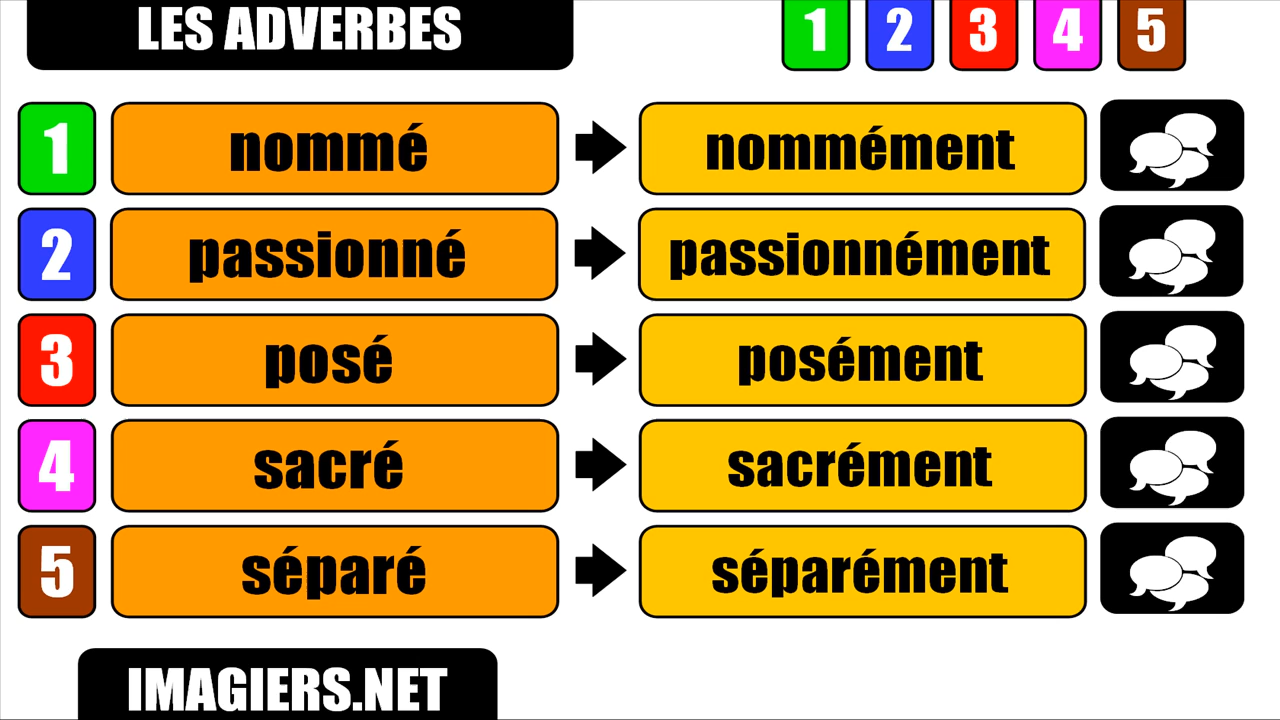 LES ADVERBES
1 2 3 4 5
1 nommé nommément
2 passionné passionnément
3 posé posément
4 sacré sacrément
5 séparé séparément
IMAGIERS.NET